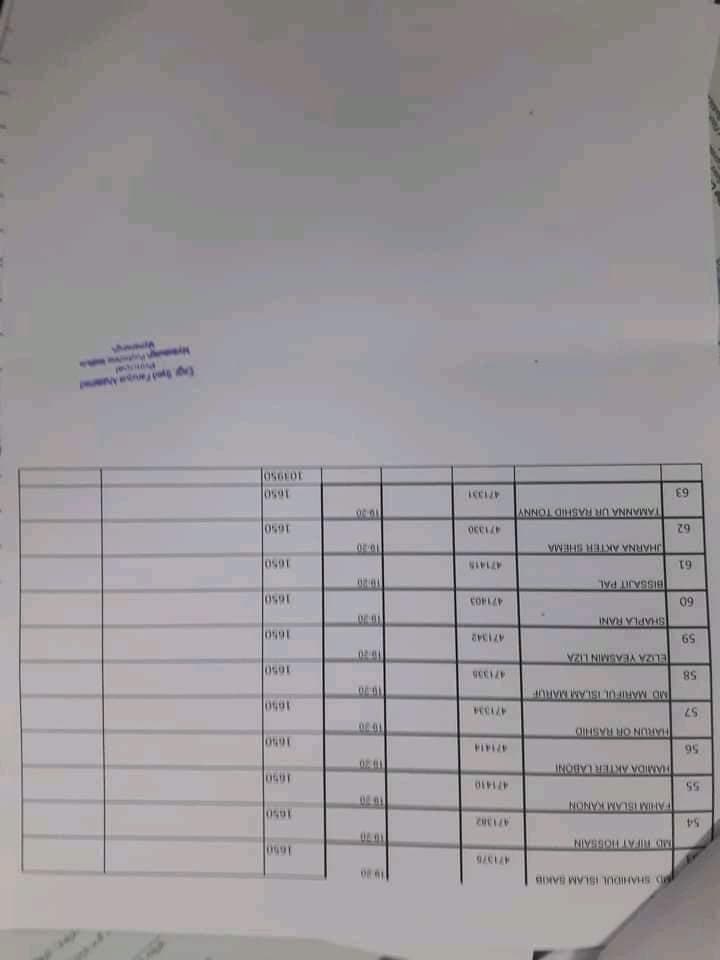 MD. SHAHIDUL ISLAM SAKIB 471375 19-20 1650
54 MD. RIFAT HOSSAIN 471382 19-20 1650
55 FAHIM ISLAM KANON 471410 19-20 1650
56 HAMIDA AKTER LABONI 471414 19-20 1650
57 HARUN OR RASHID 471334 19-20 1650
58 MD. MARIFUL ISLAM MARUF 471335 19-20 1650
59 ELIZA YEASMIN LIZA 471342 19-20 1650
60 SHAPLA RANI 471403 19-20 1650
61 BISSAJIT PAL 471415 19-20 1650
62 JHARNA AKTER SHEMA 471330 19-20 1650
63 TAMANNA UR RASHID TONNY 471331 19-20 1650
103950
Engr. Syed Faruque Ahammed
Principal
Mymensingh Polytechnic Institute
Mymensingh